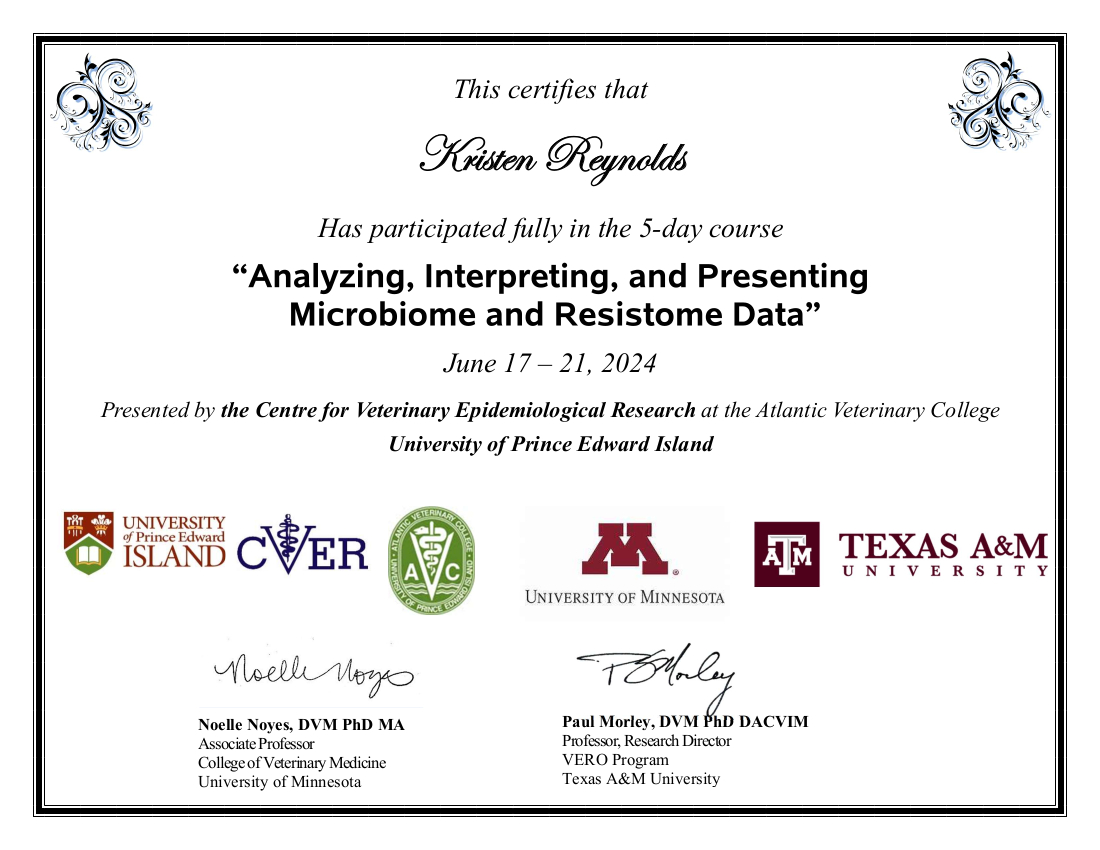 This certifies that
Kristen Reynolds
Has participated fully in the 5-day course
“Analyzing, Interpreting, and Presenting
Microbiome and Resistome Data”
June 17 – 21, 2024
Presented by the Centre for Veterinary Epidemiological Research at the Atlantic Veterinary College
University of Prince Edward Island
UNIVERSITY
of Prince Edward
ISLAND
CVER
ATLANTIC VETERINARY COLLEGE
AVC
UNIVERSITY OF PRINCE EDWARD ISLAND
M®
UNIVERSITY OF MINNESOTA
ATM
TEXAS A&M
UNIVERSITY
Noelle Noyes
P Morley
Noelle Noyes, DVM PhD MA
Associate Professor
College of Veterinary Medicine
University of Minnesota
Paul Morley, DVM PhD DACVIM
Professor, Research Director
VERO Program
Texas A&M University